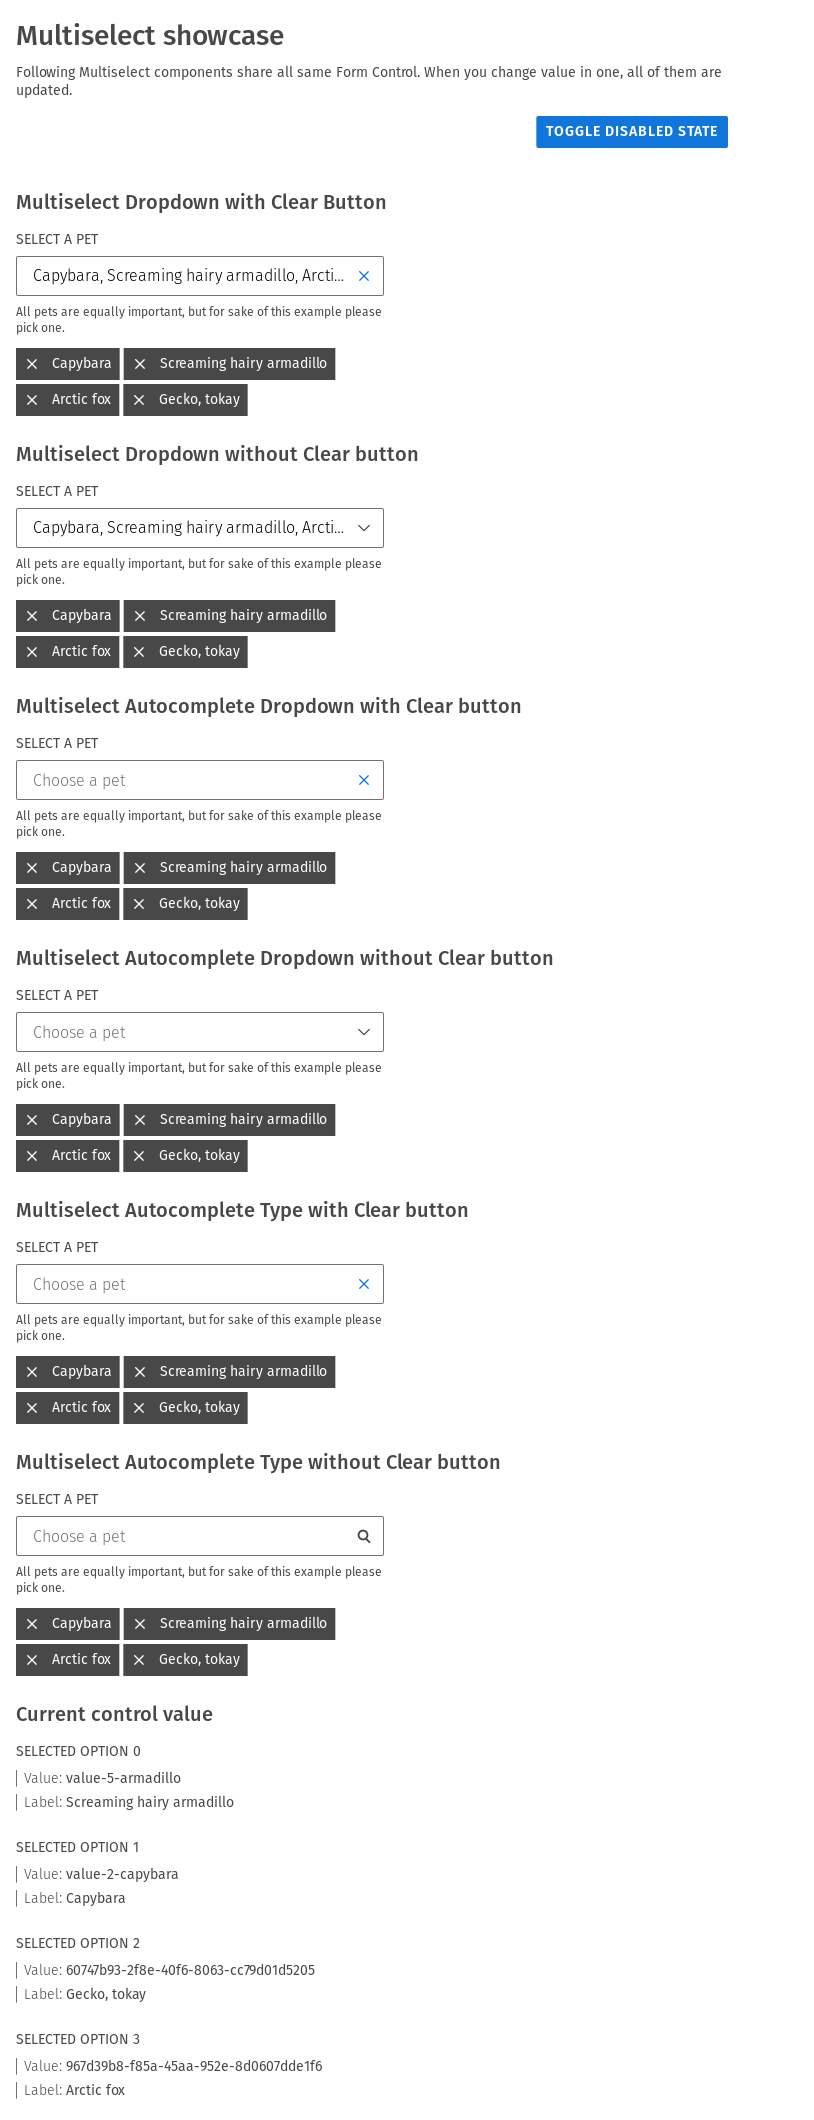 Multiselect showcase
Following Multiselect components share all same Form Control. When you change value in one, all of them are
updated.
TOGGLE DISABLED STATE
Multiselect Dropdown with Clear Button
SELECT A PET
Capybara, Screaming hairy armadillo, Arcti...
All pets are equally important, but for sake of this example please
pick one.
Capybara Screaming hairy armadillo
Arctic fox Gecko, tokay
Multiselect Dropdown without Clear button
SELECT A PET
Capybara, Screaming hairy armadillo, Arcti...
All pets are equally important, but for sake of this example please
pick one.
Capybara Screaming hairy armadillo
Arctic fox Gecko, tokay
Multiselect Autocomplete Dropdown with Clear button
SELECT A PET
Choose a pet
All pets are equally important, but for sake of this example please
pick one.
Capybara Screaming hairy armadillo
Arctic fox Gecko, tokay
Multiselect Autocomplete Dropdown without Clear button
SELECT A PET
Choose a pet
All pets are equally important, but for sake of this example please
pick one.
Capybara Screaming hairy armadillo
Arctic fox Gecko, tokay
Multiselect Autocomplete Type with Clear button
SELECT A PET
Choose a pet
All pets are equally important, but for sake of this example please
pick one.
Capybara Screaming hairy armadillo
Arctic fox Gecko, tokay
Multiselect Autocomplete Type without Clear button
SELECT A PET
Choose a pet
All pets are equally important, but for sake of this example please
pick one.
Capybara Screaming hairy armadillo
Arctic fox Gecko, tokay
Current control value
SELECTED OPTION 0
Value: value-5-armadillo
Label: Screaming hairy armadillo
SELECTED OPTION 1
Value: value-2-capybara
Label: Capybara
SELECTED OPTION 2
Value: 60747b93-2f8e-40f6-8063-cc79d01d5205
Label: Gecko, tokay
SELECTED OPTION 3
Value: 967d39b8-f85a-45aa-952e-8d0607dde1f6
Label: Arctic fox